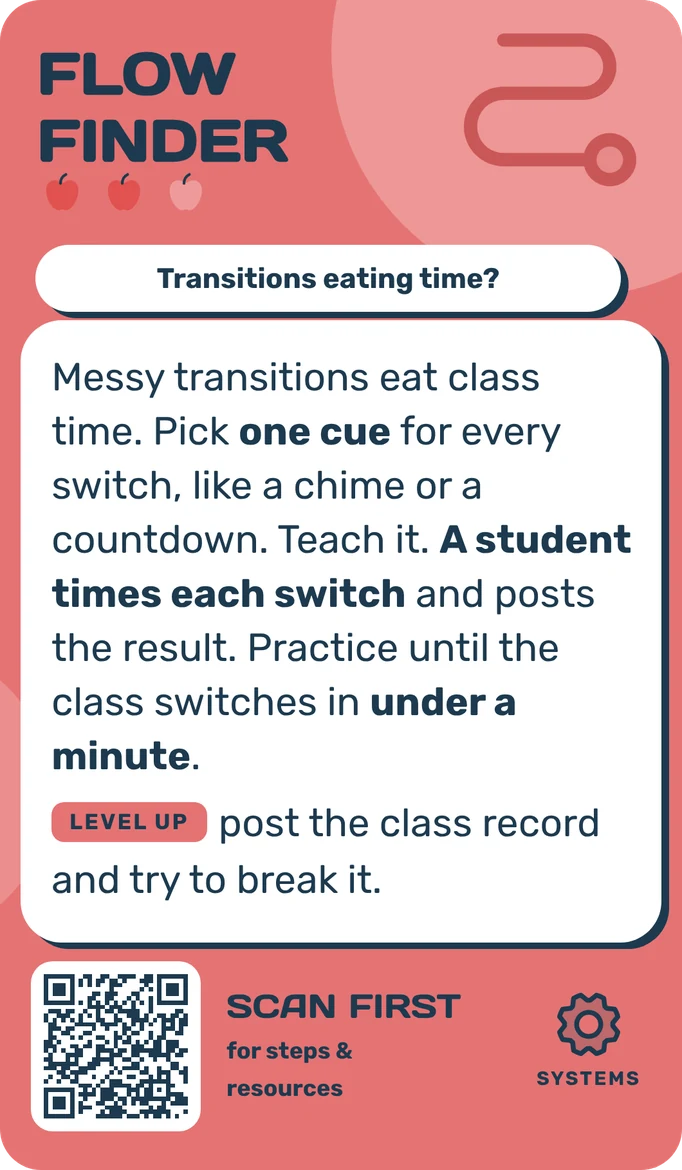 FLOW
FINDER
Transitions eating time?
Messy transitions eat class
time. Pick one cue for every
switch, like a chime or a
countdown. Teach it. A student
times each switch and posts
the result. Practice until the
class switches in under a
minute.
LEVEL UP post the class record
and try to break it.
SCAN FIRST
for steps &
resources
SYSTEMS